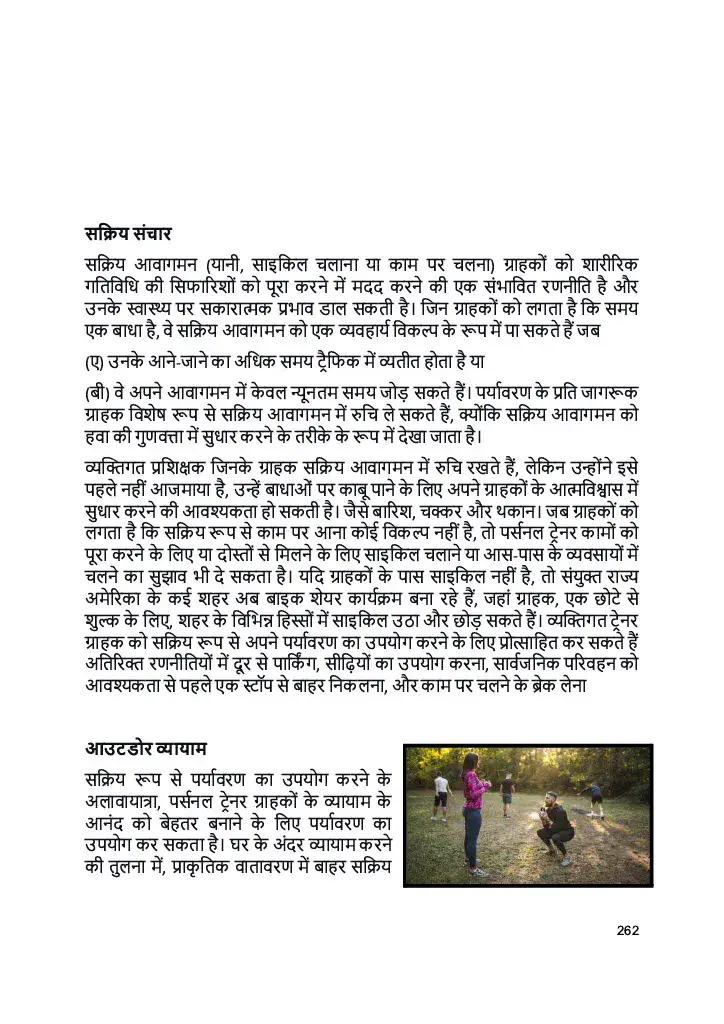 सक्रिय संचार
सक्रिय आवागमन (यानी, साइकिल चलाना या काम पर चलना) ग्राहकों को शारीरिक
गतिविधि की सिफारिशों को पूरा करने में मदद करने की एक संभावित रणनीति है और
उनके स्वास्थ्य पर सकारात्मक प्रभाव डाल सकती है। जिन ग्राहकों को लगता है कि समय
एक बाधा है, वे सक्रिय आवागमन को एक व्यवहार्य विकल्प के रूप में पा सकते हैं जब
(ए) उनके आने-जाने का अधिक समय ट्रैफिक में व्यतीत होता है या
(बी) वे अपने आवागमन में केवल न्यूनतम समय जोड़ सकते हैं। पर्यावरण के प्रति जागरूक
ग्राहक विशेष रूप से सक्रिय आवागमन में रुचि ले सकते हैं, क्योंकि सक्रिय आवागमन को
हवा की गुणवत्ता में सुधार करने के तरीके के रूप में देखा जाता है।
व्यक्तिगत प्रशिक्षक जिनके ग्राहक सक्रिय आवागमन में रुचि रखते हैं, लेकिन उन्होंने इसे
पहले नहीं आजमाया है, उन्हें बाधाओं पर काबू पाने के लिए अपने ग्राहकों के आत्मविश्वास में
सुधार करने की आवश्यकता हो सकती है। जैसे बारिश, चक्कर और थकान। जब ग्राहकों को
लगता है कि सक्रिय रूप से काम पर आना कोई विकल्प नहीं है, तो पर्सनल ट्रेनर कामों को
पूरा करने के लिए या दोस्तों से मिलने के लिए साइकिल चलाने या आस-पास के व्यवसायों में
चलने का सुझाव भी दे सकता है। यदि ग्राहकों के पास साइकिल नहीं है, तो संयुक्त राज्य
अमेरिका के कई शहर अब बाइक शेयर कार्यक्रम बना रहे हैं, जहां ग्राहक, एक छोटे से
शुल्क के लिए, शहर के विभिन्न हिस्सों में साइकिल उठा और छोड़ सकते हैं। व्यक्तिगत ट्रेनर
ग्राहक को सक्रिय रूप से अपने पर्यावरण का उपयोग करने के लिए प्रोत्साहित कर सकते हैं
अतिरिक्त रणनीतियों में दूर से पार्किंग, सीढ़ियों का उपयोग करना, सार्वजनिक परिवहन को
आवश्यकता से पहले एक स्टॉप से बाहर निकलना, और काम पर चलने के ब्रेक लेना
आउटडोर व्यायाम
सक्रिय रूप से पर्यावरण का उपयोग करने के
अलावायात्रा, पर्सनल ट्रेनर ग्राहकों के व्यायाम के
आनंद को बेहतर बनाने के लिए पर्यावरण का
उपयोग कर सकता है। घर के अंदर व्यायाम करने
की तुलना में, प्राकृतिक वातावरण में बाहर सक्रिय
262